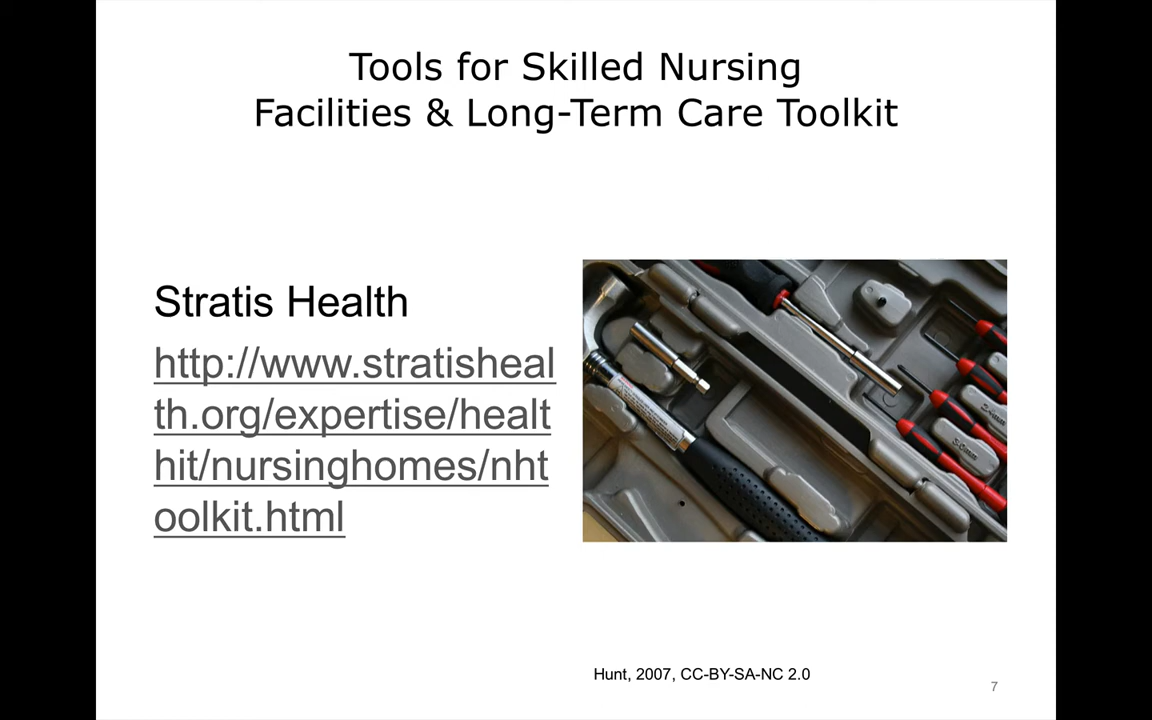 Tools for Skilled Nursing
Facilities & Long-Term Care Toolkit
Stratis Health
http://www.stratisheal
th.org/expertise/healt
hit/nursinghomes/nht
oolkit.html
Hunt, 2007, CC-BY-SA-NC 2.0
7